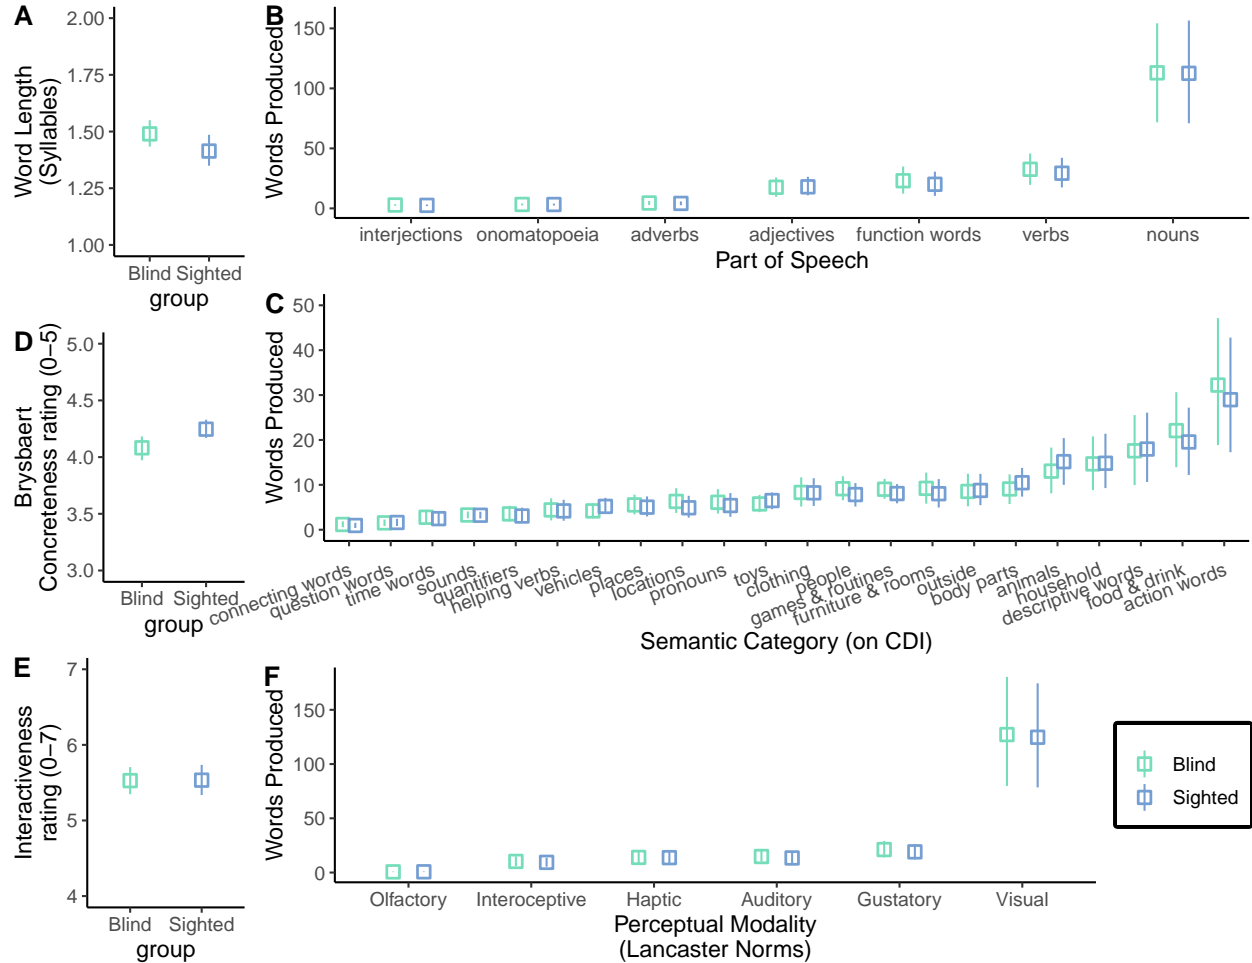 A
2.00
1.75
1.50
1.25
1.00
Word Length
(Syllables)
Blind Sighted
group
B
150
100
50
0
Words Produced
interjections onomatopoeia adverbs adjectives function words verbs nouns
Part of Speech
D
5.0
4.5
4.0
3.5
3.0
Brysbaert
Concreteness rating (0−5)
Blind Sighted
group
C
50
40
30
20
10
0
Words Produced
connecting words
question words
time words
sounds
quantifiers
helping verbs
vehicles
places
locations
pronouns
toys
clothing
people
games & routines
furniture & rooms
outside
body parts
animals
household
descriptive words
food & drink
action words
Semantic Category (on CDI)
E
7
6
5
4
Interactiveness
rating (0−7)
Blind Sighted
group
F
150
100
50
0
Words Produced
Olfactory Interoceptive Haptic Auditory Gustatory Visual
Perceptual Modality
(Lancaster Norms)
Blind
Sighted